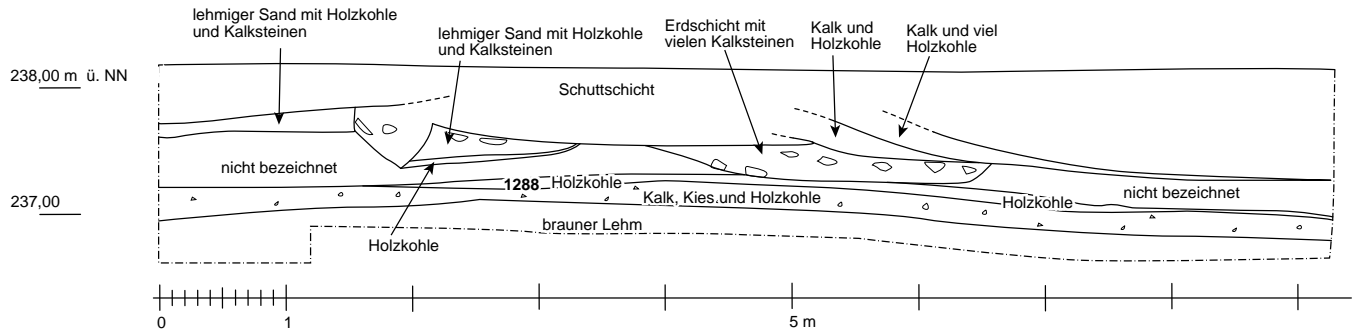 lehmiger Sand mit Holzkohle
und Kalksteinen
lehmiger Sand mit Holzkohle
und Kalksteinen
Erdschicht mit
vielen Kalksteinen
Kalk und
Holzkohle
Kalk und viel
Holzkohle
238,00 m ü. NN
Schuttschicht
nicht bezeichnet
1288 Holzkohle
nicht bezeichnet
237,00
Kalk, Kies.und Holzkohle
Holzkohle
brauner Lehm
Holzkohle
0 1 5 m